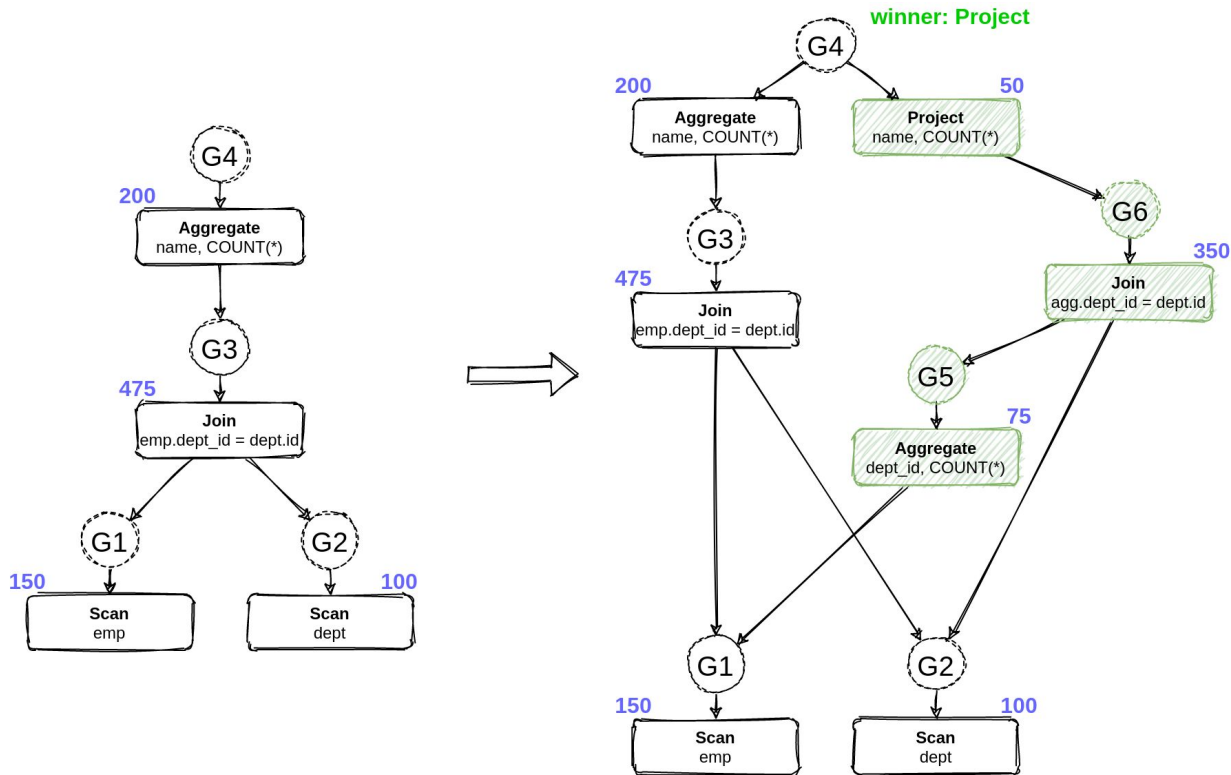 G4
200
Aggregate
name, COUNT(*)
G3
475
Join
emp.dept_id = dept.id
G1
G2
150
Scan
emp
100
Scan
dept
winner: Project
G4
200
Aggregate
name, COUNT(*)
50
Project
name, COUNT(*)
G3
G6
475
Join
emp.dept_id = dept.id
350
Join
agg.dept_id = dept.id
G5
75
Aggregate
dept_id, COUNT(*)
G1
G2
150
Scan
emp
100
Scan
dept